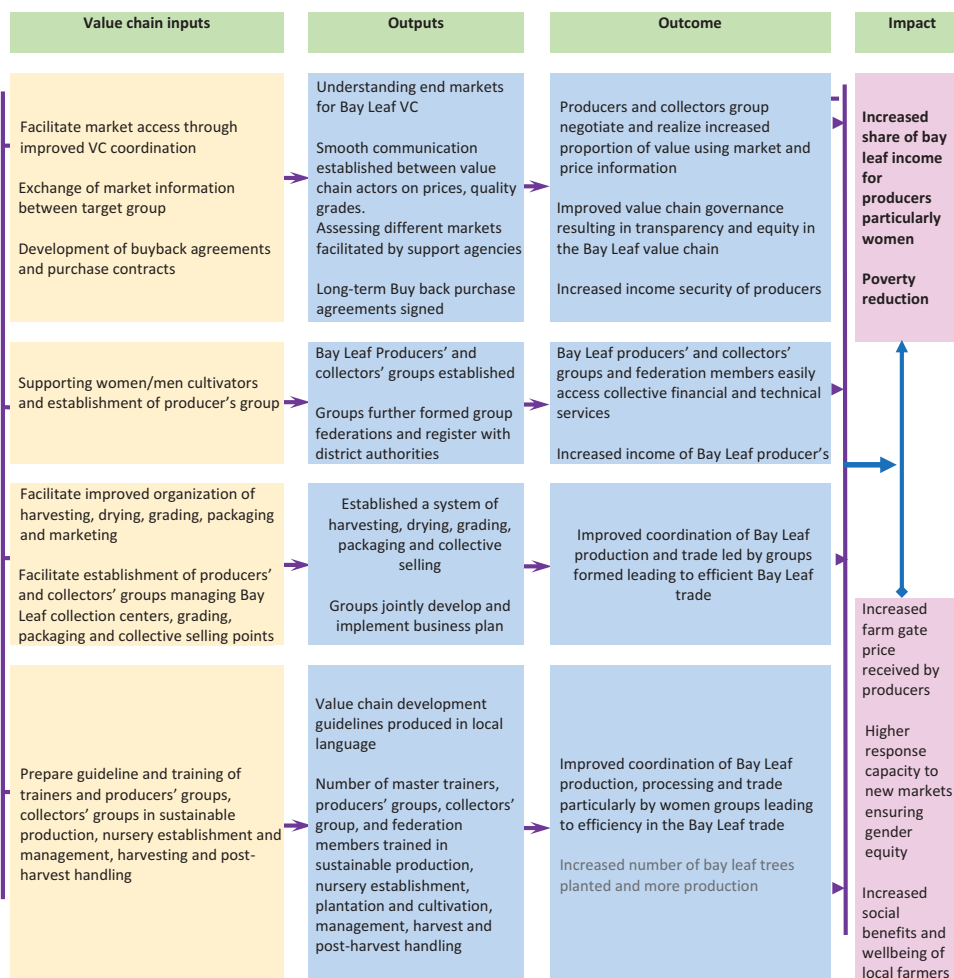 Value chain inputs
Outputs
Outcome
Impact
Facilitate market access through
improved VC coordination
Exchange of market information
between target group
Development of buyback agreements
and purchase contracts
Understanding end markets
for Bay Leaf VC
Smooth communication
established between value
chain actors on prices, quality
grades.
Assessing different markets
facilitated by support agencies
Long-term Buy back purchase
agreements signed
Producers and collectors group
negotiate and realize increased
proportion of value using market and
price information
Improved value chain governance
resulting in transparency and equity in
the Bay Leaf value chain
Increased income security of producers
Increased
share of bay
leaf income
for
producers
particularly
women
Poverty
reduction
Supporting women/men cultivators
and establishment of producer's group
Bay Leaf Producers' and
collectors' groups established
Groups further formed group
federations and register with
district authorities
Bay Leaf producers' and collectors'
groups and federation members easily
access collective financial and technical
services
Increased income of Bay Leaf producer's
Facilitate improved organization of
harvesting, drying, grading, packaging
and marketing
Facilitate establishment of producers'
and collectors' groups managing Bay
Leaf collection centers, grading,
packaging and collective selling points
Established a system of
harvesting, drying, grading,
packaging and collective
selling
Groups jointly develop and
implement business plan
Improved coordination of Bay Leaf
production and trade led by groups
formed leading to efficient Bay Leaf
trade
Prepare guideline and training of
trainers and producers' groups,
collectors' groups in sustainable
production, nursery establishment and
management, harvesting and post-
harvest handling
Value chain development
guidelines produced in local
language
Number of master trainers,
producers' groups, collectors'
group, and federation
members trained in
sustainable production,
nursery establishment,
plantation and cultivation,
management, harvest and
post-harvest handling
Improved coordination of Bay Leaf
production, processing and trade
particularly by women groups leading
to efficiency in the Bay Leaf trade
Increased number of bay leaf trees
planted and more production
Increased
farm gate
price
received by
producers
Higher
response
capacity to
new markets
ensuring
gender
equity
Increased
social
benefits and
wellbeing of
local farmers